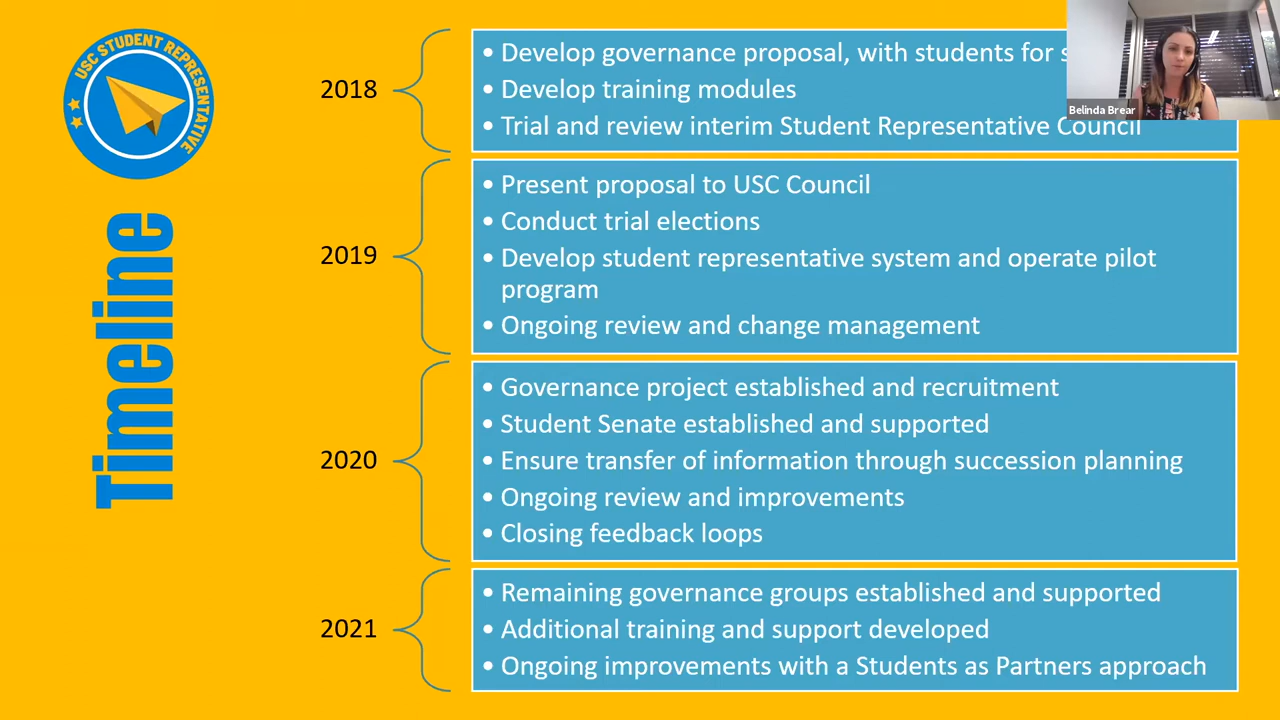 USC STUDENT REPRESENTATIVE
Timeline
2018
• Develop governance proposal, with students for
• Develop training modules
• Trial and review interim Student Representative Council
Belinda Brear
2019
• Present proposal to USC Council
• Conduct trial elections
• Develop student representative system and operate pilot
program
• Ongoing review and change management
2020
• Governance project established and recruitment
• Student Senate established and supported
• Ensure transfer of information through succession planning
• Ongoing review and improvements
• Closing feedback loops
2021
• Remaining governance groups established and supported
• Additional training and support developed
• Ongoing improvements with a Students as Partners approach